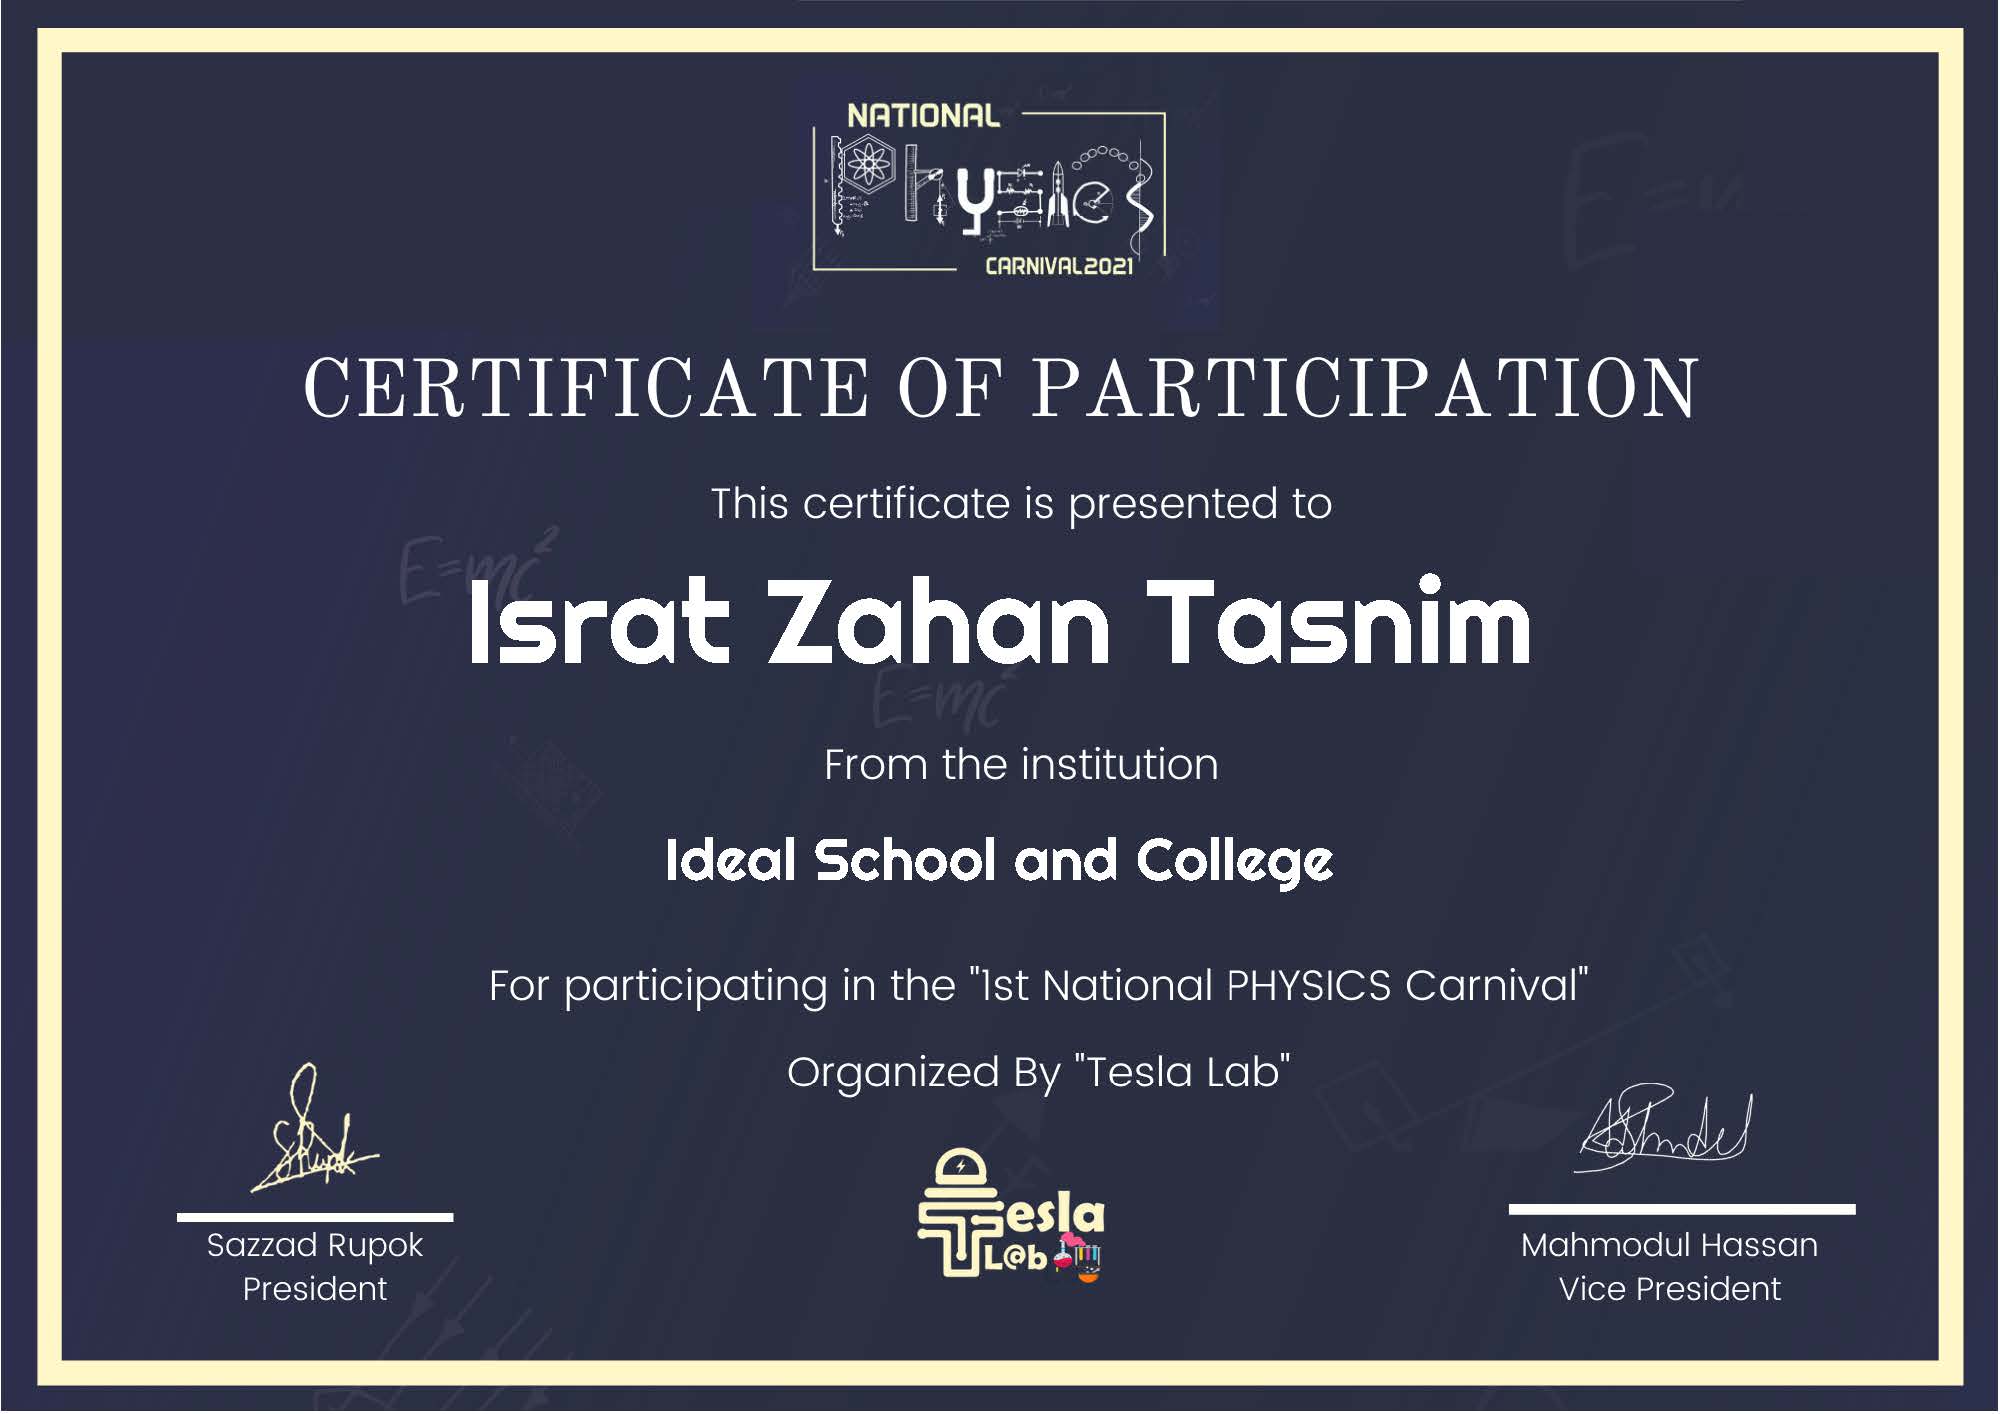 NATIONAL
Physics
CARNIVAL2021
CERTIFICATE OF PARTICIPATION
This certificate is presented to
E=mc²
Israt Zahan Tasnim
E=mc²
From the institution
Ideal School and College
For participating in the "1st National PHYSICS Carnival"
Organized By "Tesla Lab"
Tesla
L@b
Sazzad Rupok
President
Mahmodul Hassan
Vice President